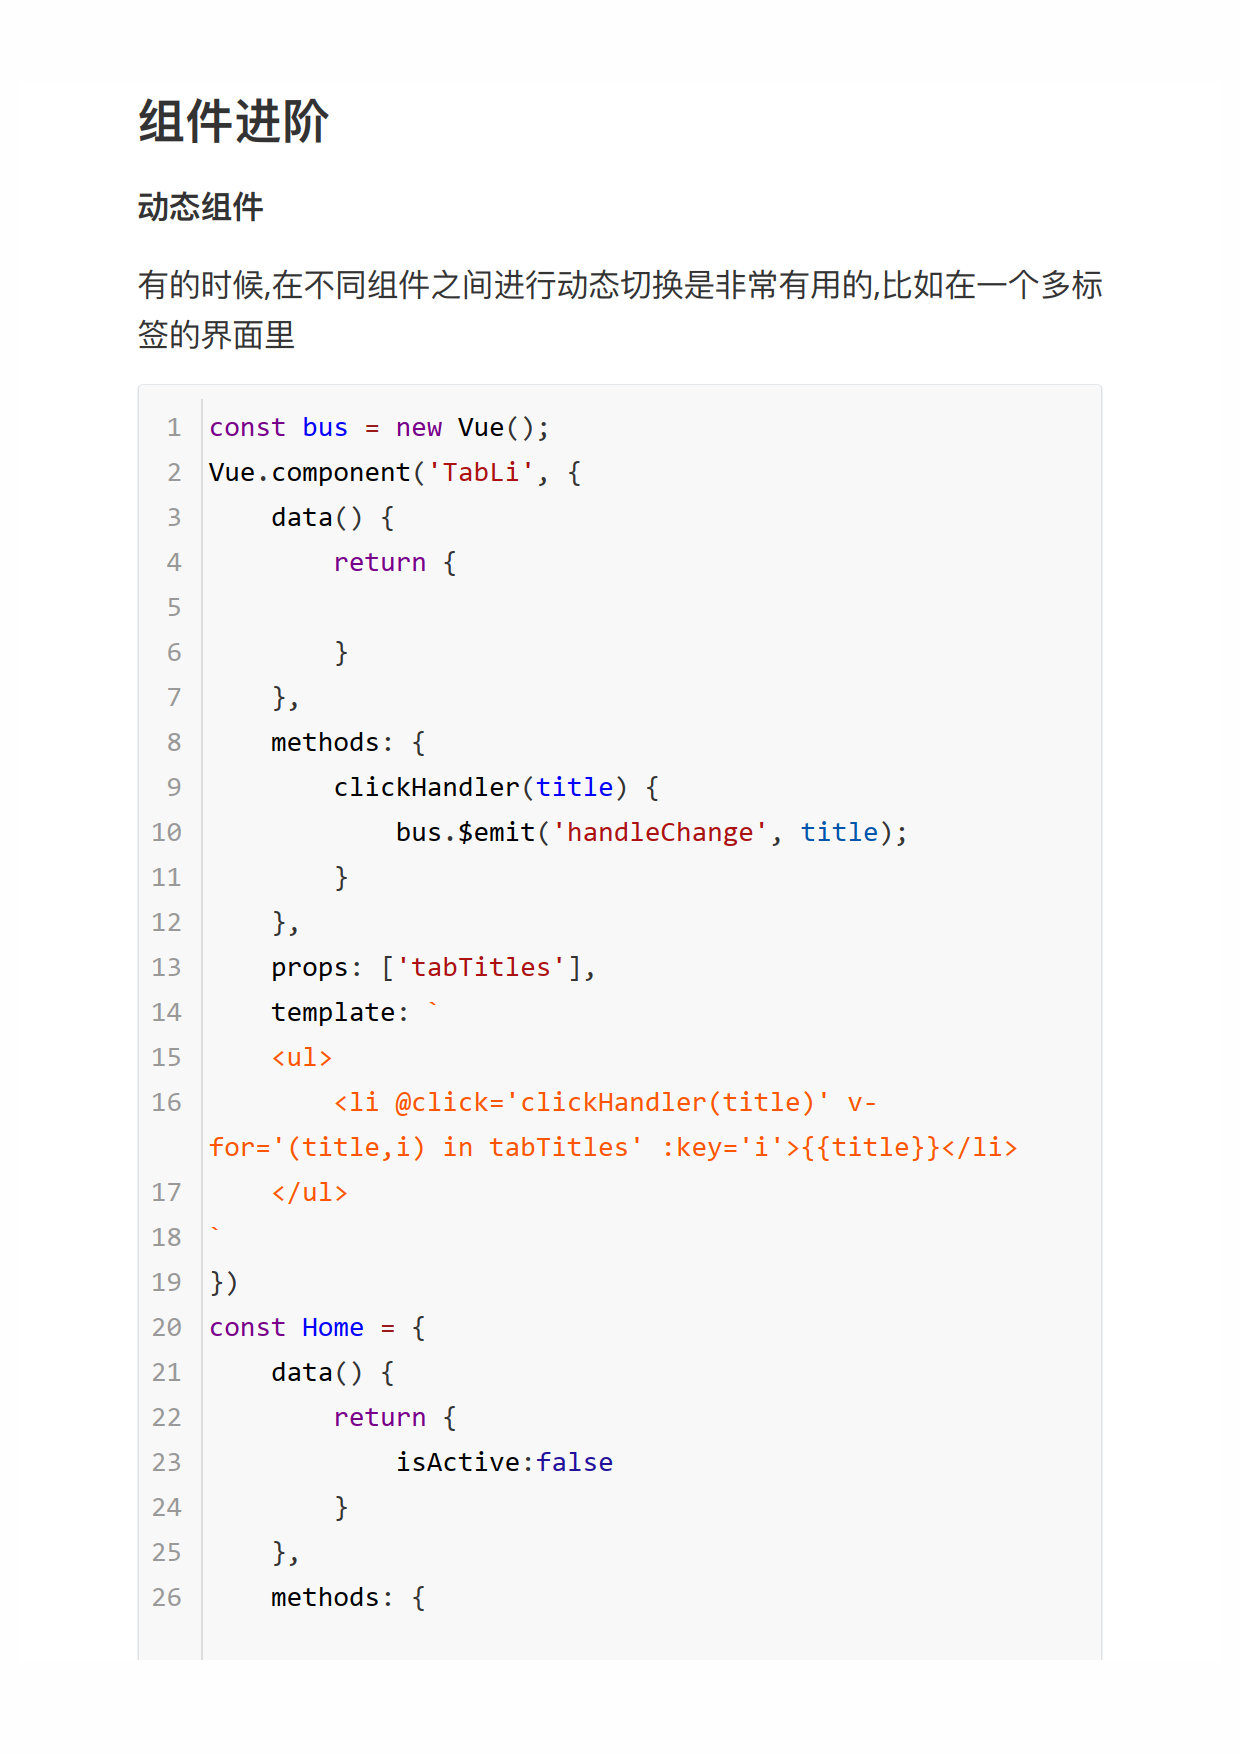 组件进阶
动态组件
有的时候,在不同组件之间进行动态切换是非常有用的,比如在一个多标
签的界面里
1 const bus = new Vue();
2 Vue.component('TabLi', {
3     data() {
4         return {
5
6         }
7     },
8     methods: {
9         clickHandler(title) {
10             bus.$emit('handleChange', title);
11         }
12     },
13     props: ['tabTitles'],
14     template: `
15     <ul>
16         <li @click='clickHandler(title)' v-
for='(title,i) in tabTitles' :key='i'>{{title}}</li>
17     </ul>
18 `
19 })
20 const Home = {
21     data() {
22         return {
23             isActive:false
24         }
25     },
26     methods: {